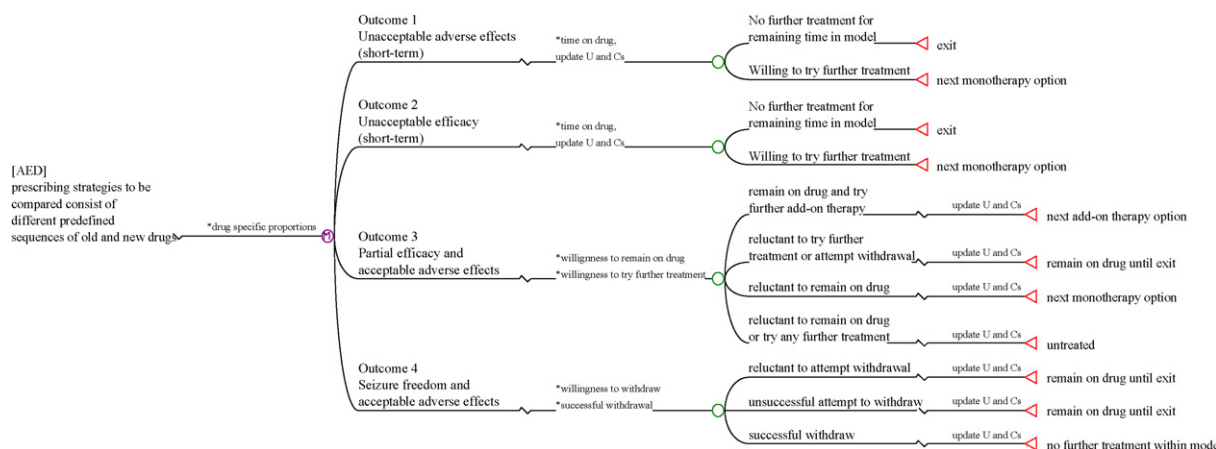 [AED]
prescribing strategies to be
compared consist of
different predefined
sequences of old and new drugs
*drug specific proportions
M
Outcome 1
Unacceptable adverse effects
(short-term)
*time on drug,
update U and Cs
No further treatment for
remaining time in model
exit
Willing to try further treatment
next monotherapy option
Outcome 2
Unacceptable efficacy
(short-term)
*time on drug,
update U and Cs
No further treatment for
remaining time in model
exit
Willing to try further treatment
next monotherapy option
Outcome 3
Partial efficacy and
acceptable adverse effects
*willignness to remain on drug
*willingness to try further treatment
remain on drug and try
further add-on therapy
update U and Cs
next add-on therapy option
reluctant to try further
treatment or attempt withdrawal
update U and Cs
remain on drug until exit
reluctant to remain on drug
update U and Cs
next monotherapy option
reluctant to remain on drug
or try any further treatment
update U and Cs
untreated
Outcome 4
Seizure freedom and
acceptable adverse effects
*willingness to withdraw
*successful withdrawal
reluctant to attempt withdrawal
update U and Cs
remain on drug until exit
unsuccessful attempt to withdraw
update U and Cs
remain on drug until exit
successful withdraw
update U and Cs
no further treatment within mode